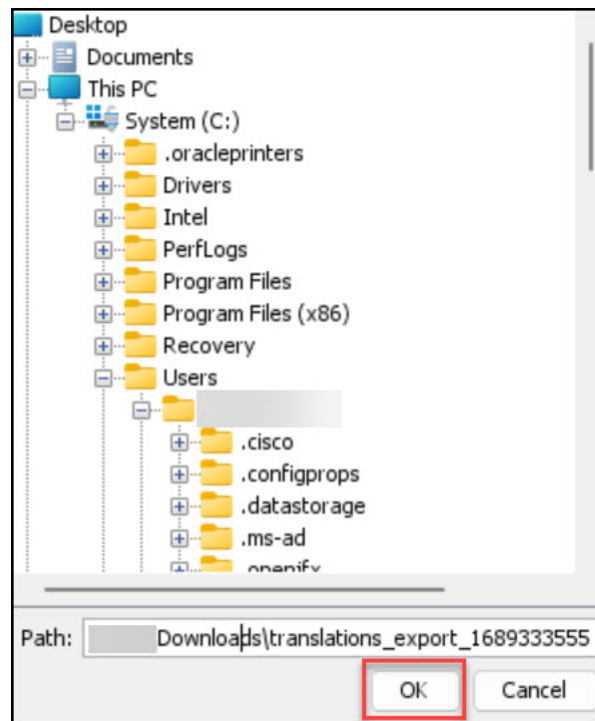 Desktop
Documents
This PC
System (C:)
.oracleprinters
Drivers
Intel
PerfLogs
Program Files
Program Files (x86)
Recovery
Users
.cisco
.configprops
.datastorage
.ms-ad
.openjfx
Path: Downloads\translations_export_1689333555
OK Cancel